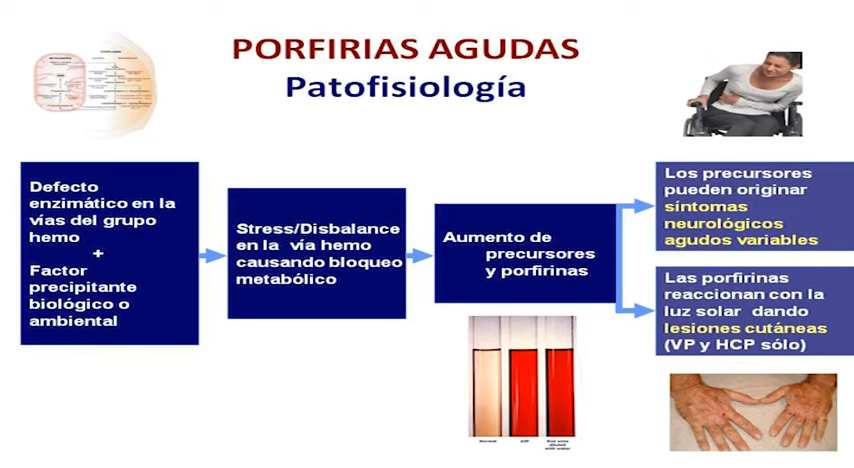 PORFIRIAS AGUDAS
Patofisiología
Defecto
enzimático en la
vías del grupo
hemo
+
Factor
precipitante
biológico o
ambiental
Stress/Disbalance
en la vía hemo
causando bloqueo
metabólico
Aumento de
precursores
y porfirinas
Los precursores
pueden originar
síntomas
neurológicos
agudos variables
Las porfirinas
reaccionan con la
luz solar dando
lesiones cutáneas
(VP y HCP sólo)
Normal